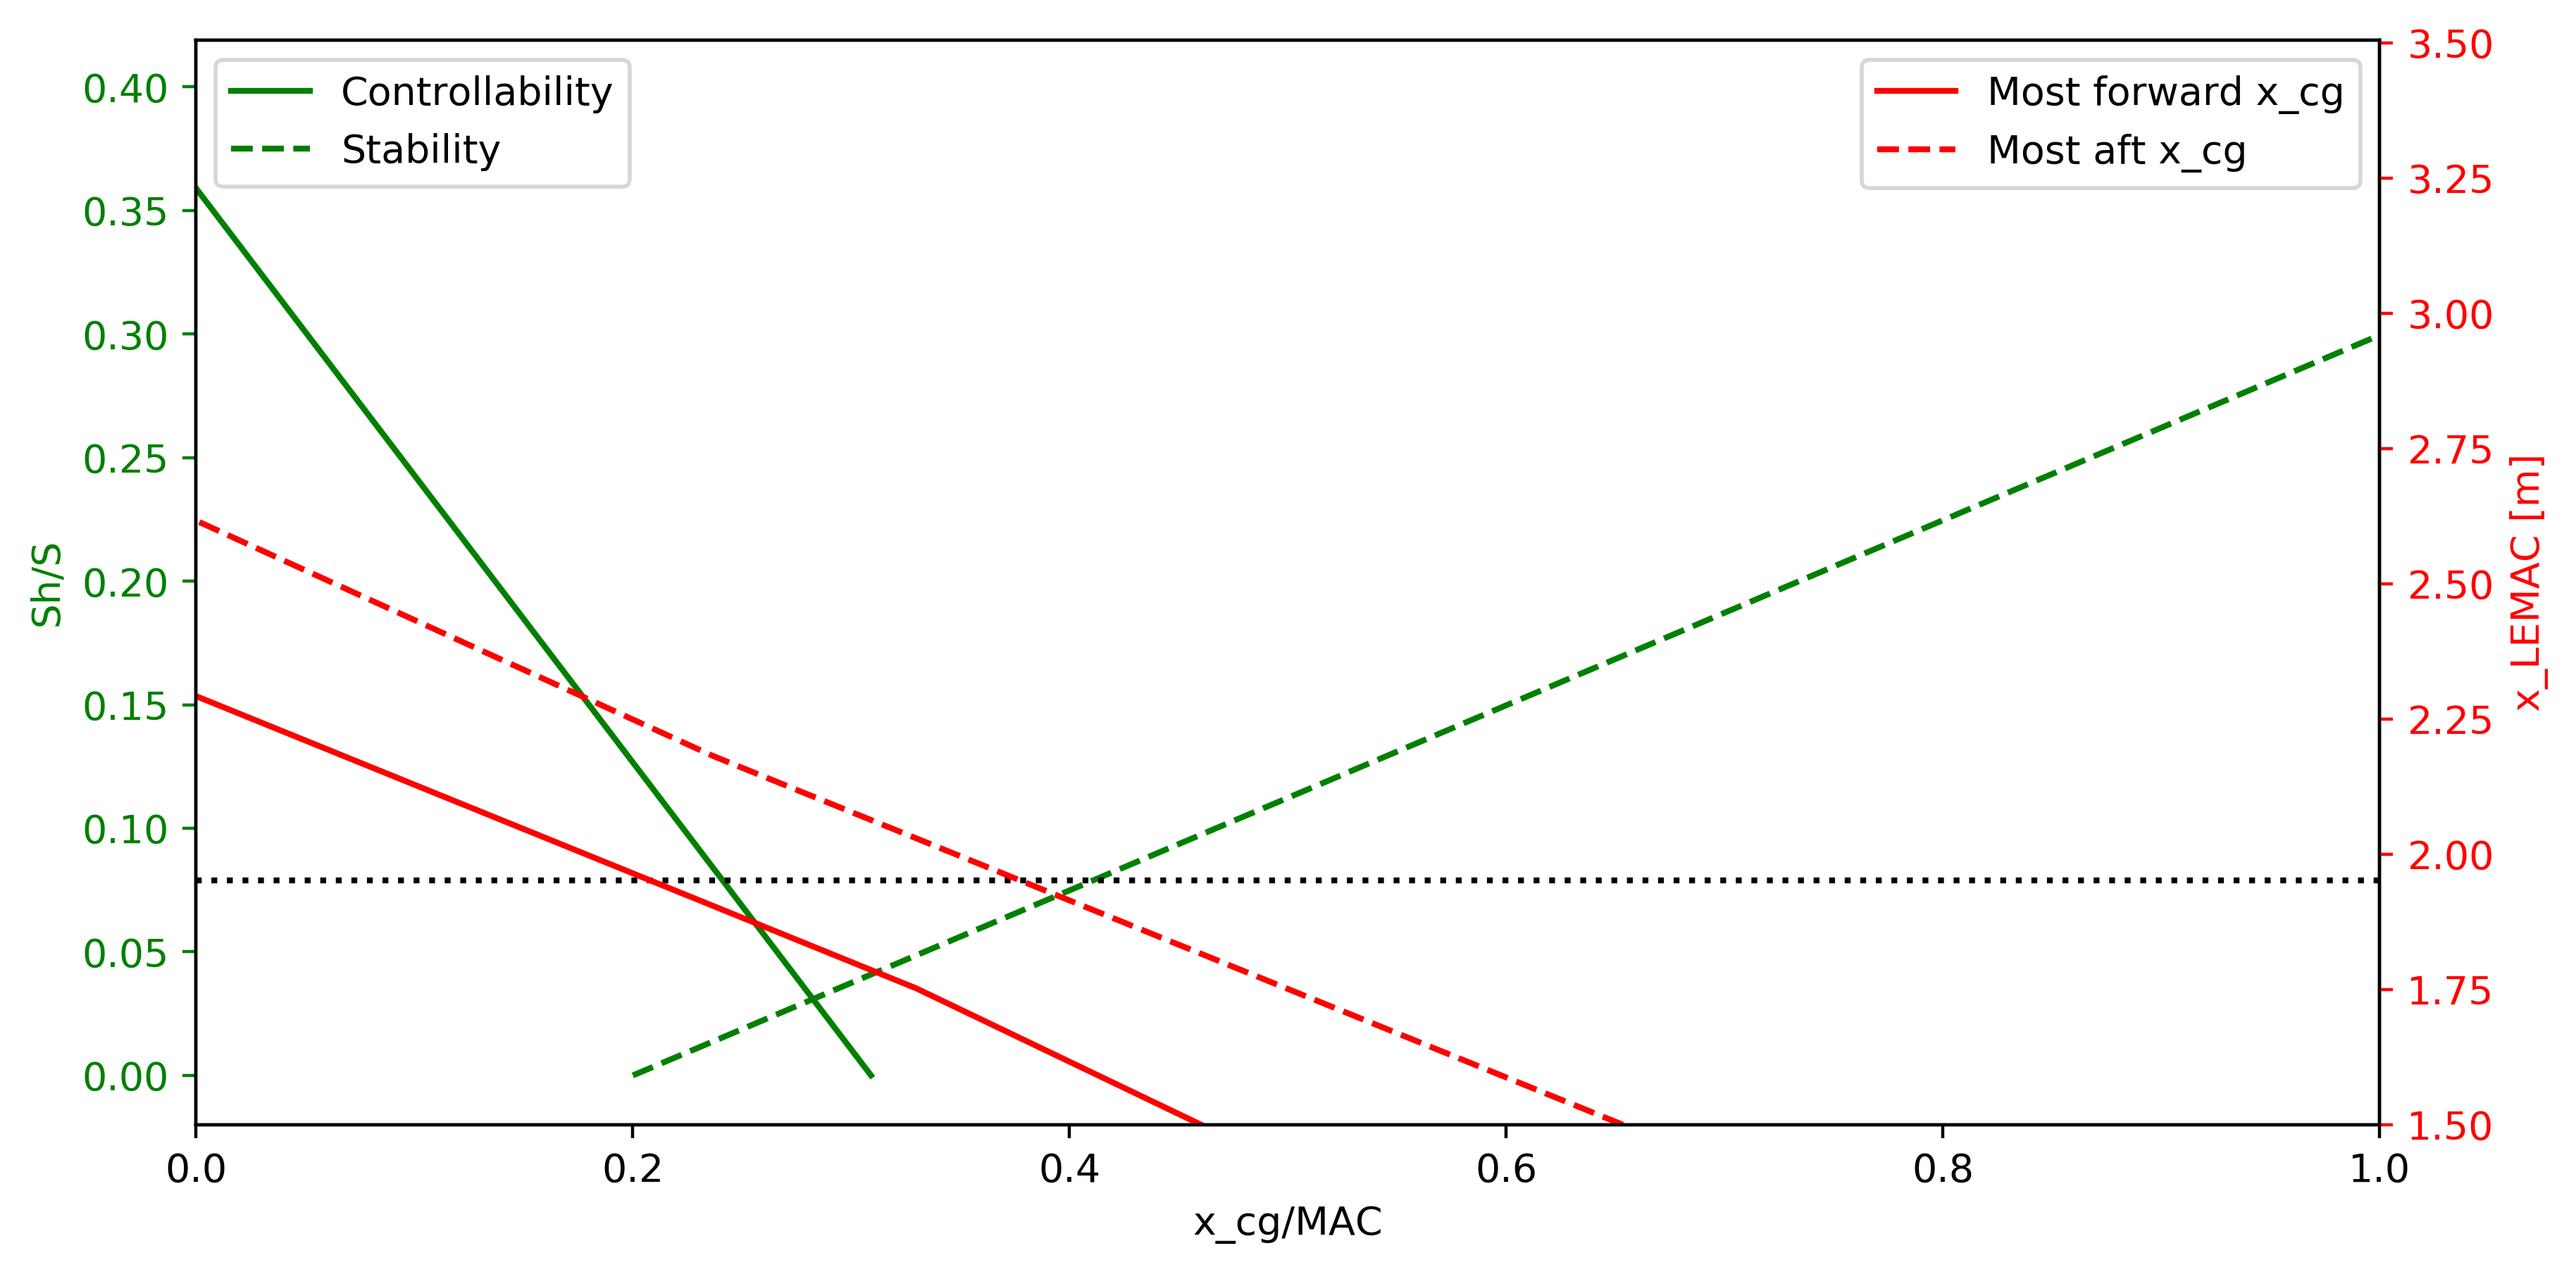 Controllability
Stability
Most forward x_cg
Most aft x_cg
0.40
0.35
0.30
0.25
0.20
0.15
0.10
0.05
0.00
Sh/S
3.50
3.25
3.00
2.75
2.50
2.25
2.00
1.75
1.50
x_LEMAC [m]
0.0 0.2 0.4 0.6 0.8 1.0
x_cg/MAC